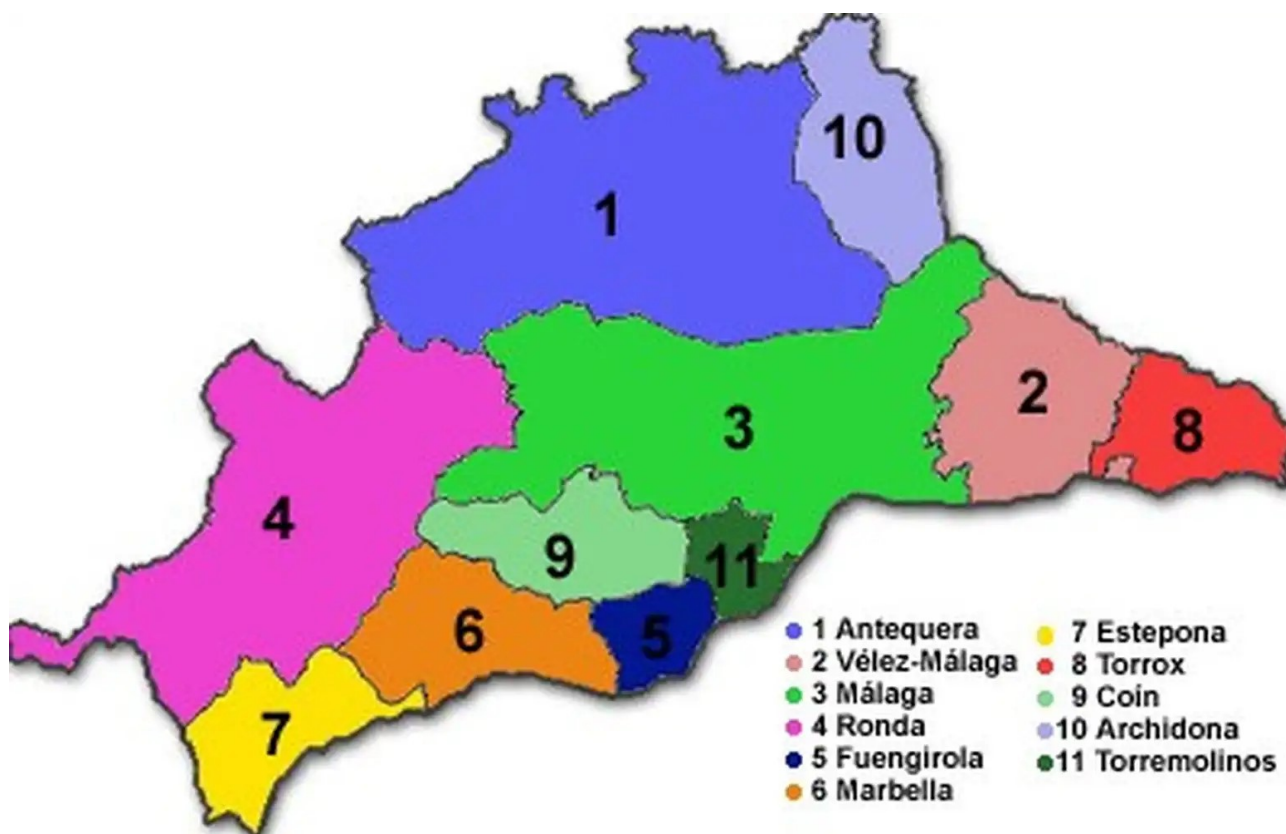 10
1
2
3
8
4
9
11
6
5
7
1 Antequera
2 Vélez-Málaga
3 Málaga
4 Ronda
5 Fuengirola
6 Marbella
7 Estepona
8 Torrox
9 Coín
10 Archidona
11 Torremolinos